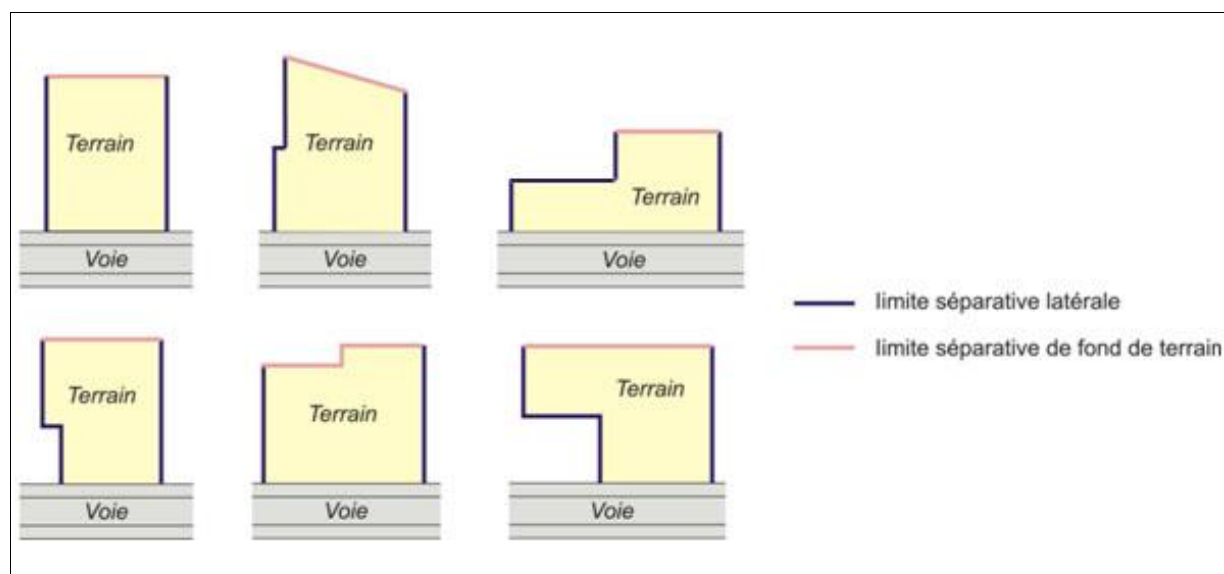 Terrain
Terrain
Terrain
Voie
Voie
Voie
limite séparative latérale
limite séparative de fond de terrain
Terrain
Terrain
Terrain
Voie
Voie
Voie